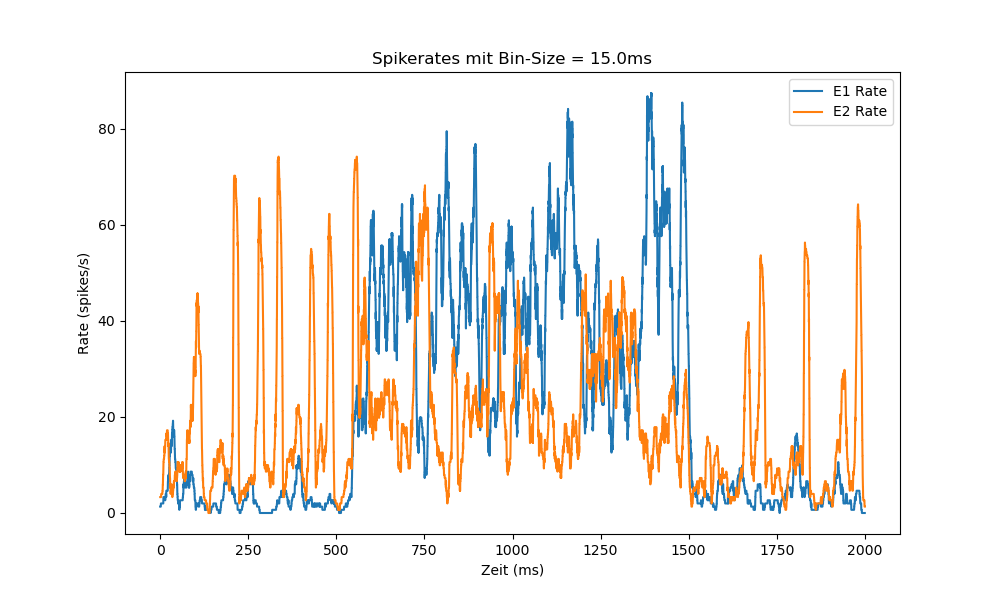 Spikerates mit Bin-Size = 15.0ms
E1 Rate
E2 Rate
80
60
40
20
0
Rate (spikes/s)
0 250 500 750 1000 1250 1500 1750 2000
Zeit (ms)